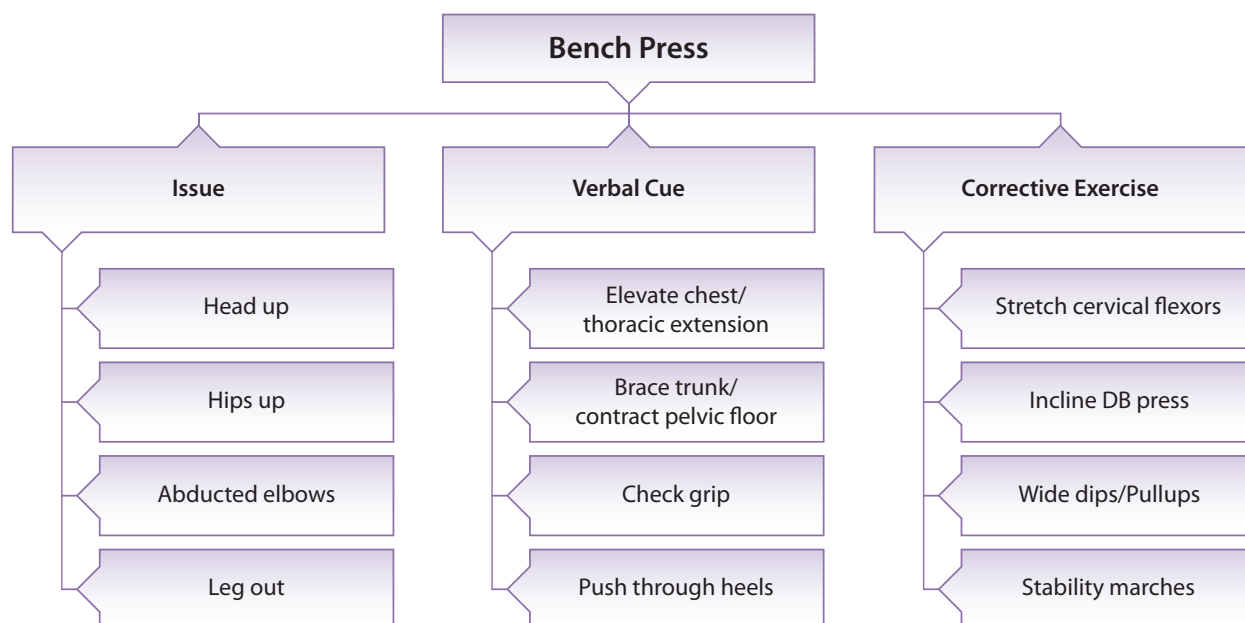 Bench Press
Issue
Verbal Cue
Corrective Exercise
Head up
Elevate chest/
thoracic extension
Stretch cervical flexors
Hips up
Brace trunk/
contract pelvic floor
Incline DB press
Abducted elbows
Check grip
Wide dips/Pullups
Leg out
Push through heels
Stability marches